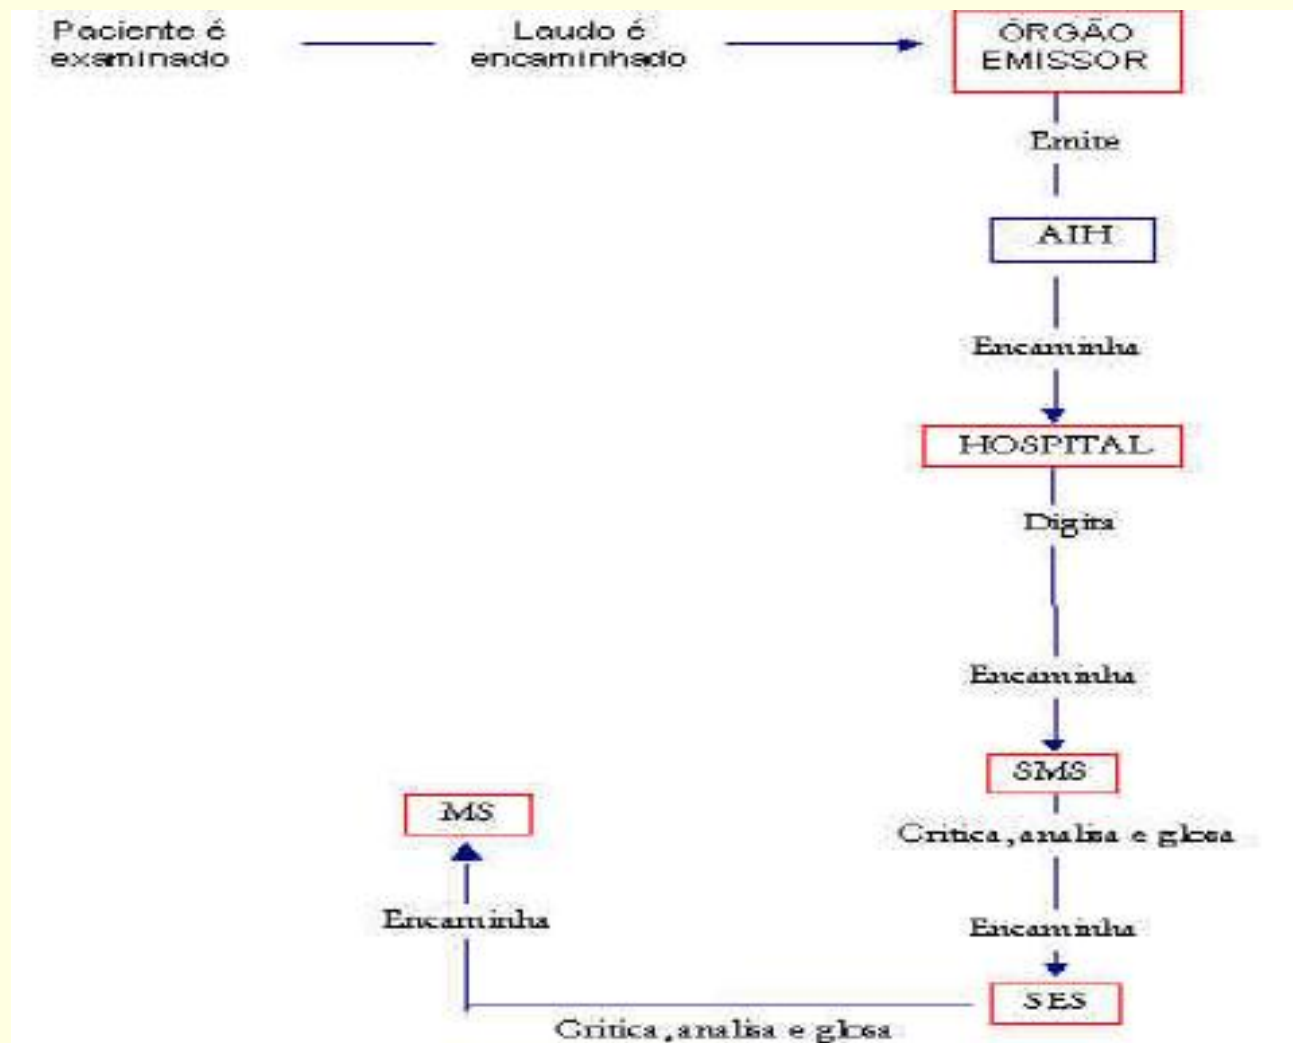 Paciente é
examinado
Laudo é
encaminhado
ÓRGÃO
EMISSOR
Emite
AIH
Encaminha
HOSPITAL
Digita
Encaminha
SMS
Critica, analisa e glosa
Encaminha
SES
Critica, analisa e glosa
Encaminha
MS